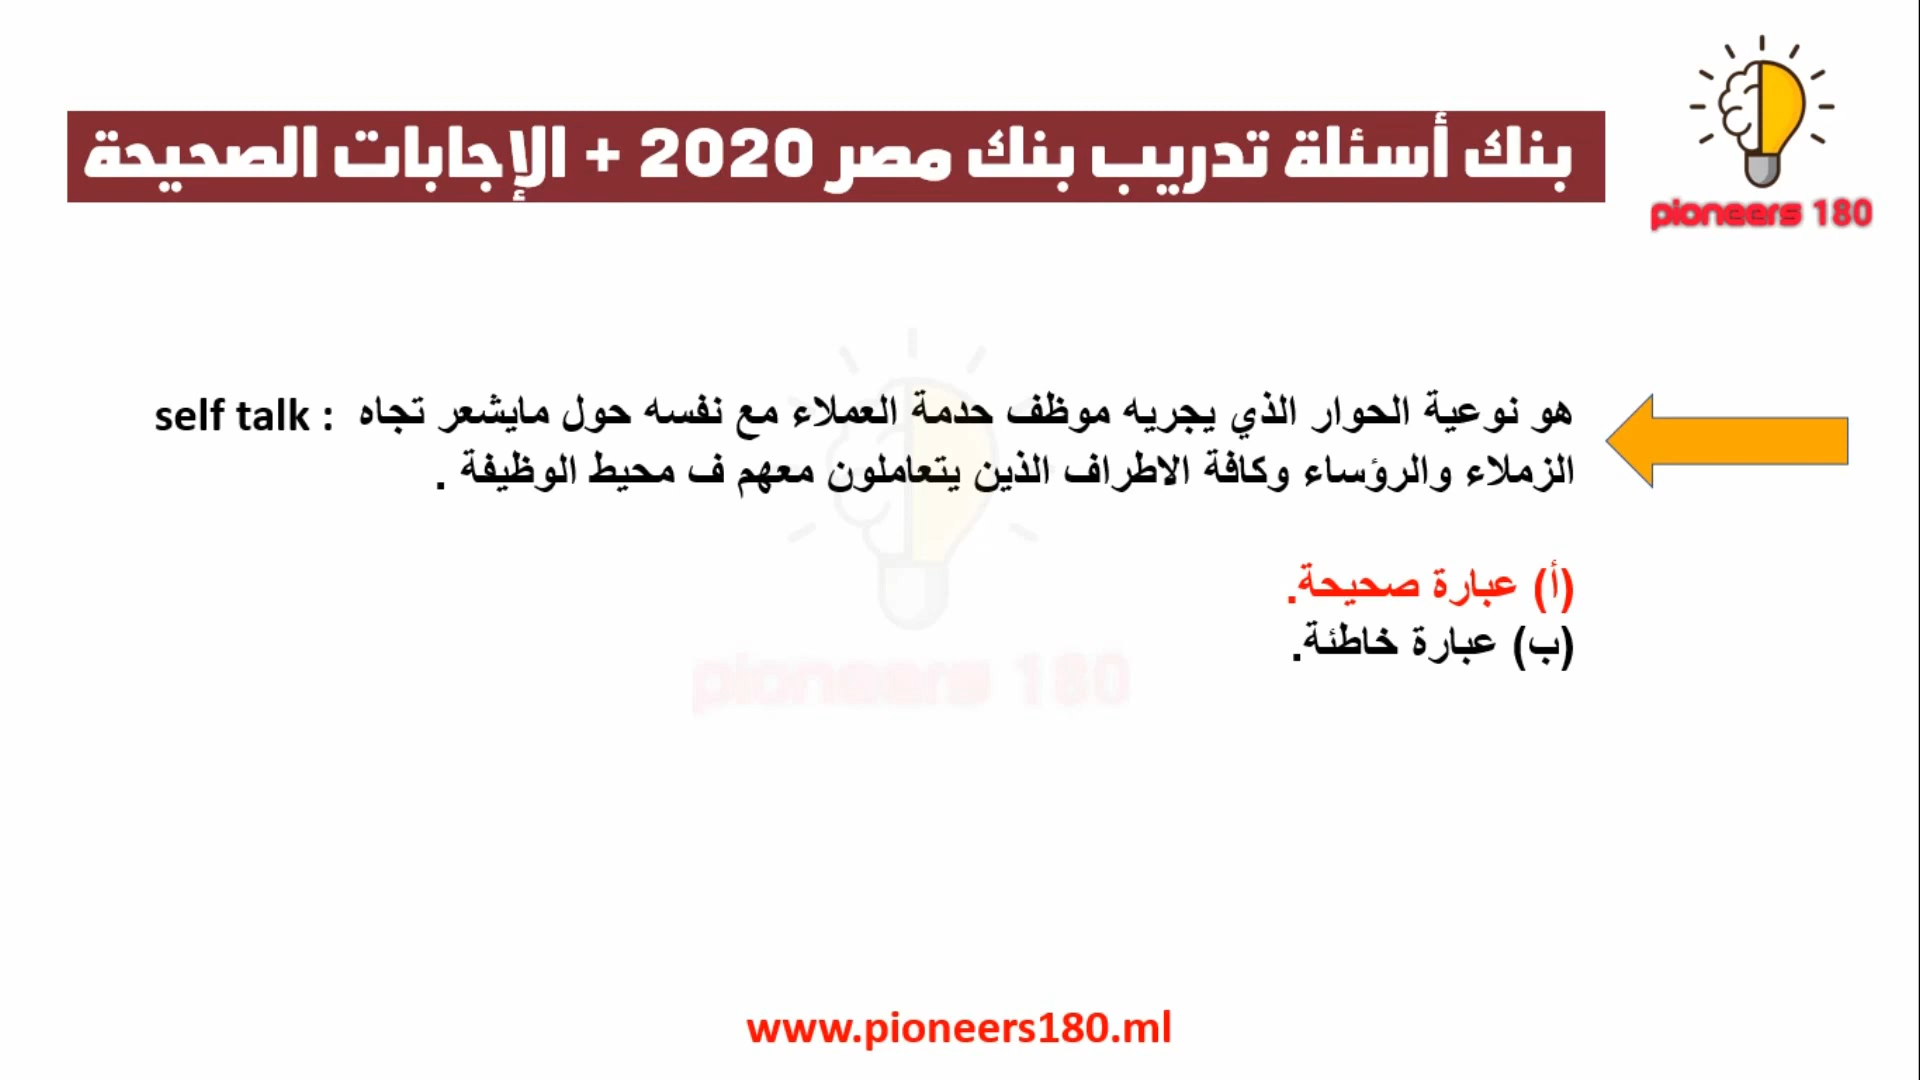 بنك أسئلة تدريب بنك مصر 2020 + الإجابات الصحيحة
pioneers 180
self talk : هو نوعية الحوار الذي يجريه موظف حدمة العملاء مع نفسه حول مايشعر تجاه
الزملاء والرؤساء وكافة الاطراف الذين يتعاملون معهم ف محيط الوظيفة .
(أ) عبارة صحيحة.
(ب) عبارة خاطئة.
pioneers 180
www.pioneers180.ml